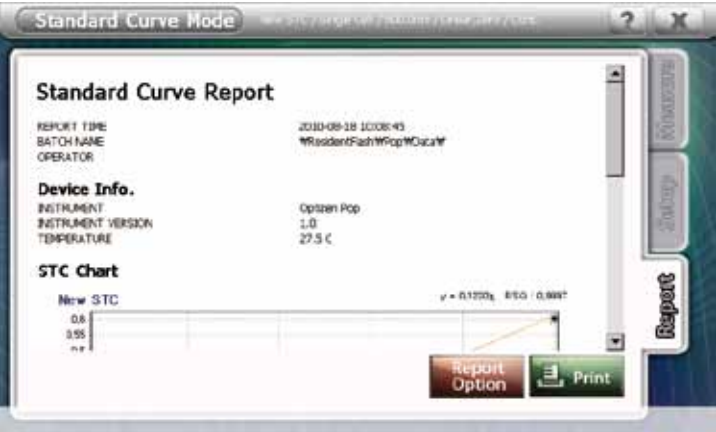 Standard Curve Mode
? X
Measure
Setup
Report
Standard Curve Report
REPORT TIME 2010-08-18 10:08:45
BATCH NAME ₩ResidentFlash₩Pop₩Data₩
OPERATOR
Device Info.
INSTRUMENT Optizen Pop
INSTRUMENT VERSION 1.0
TEMPERATURE 27.5 C
STC Chart
New STC
0.6
0.55
Report
Option
Print